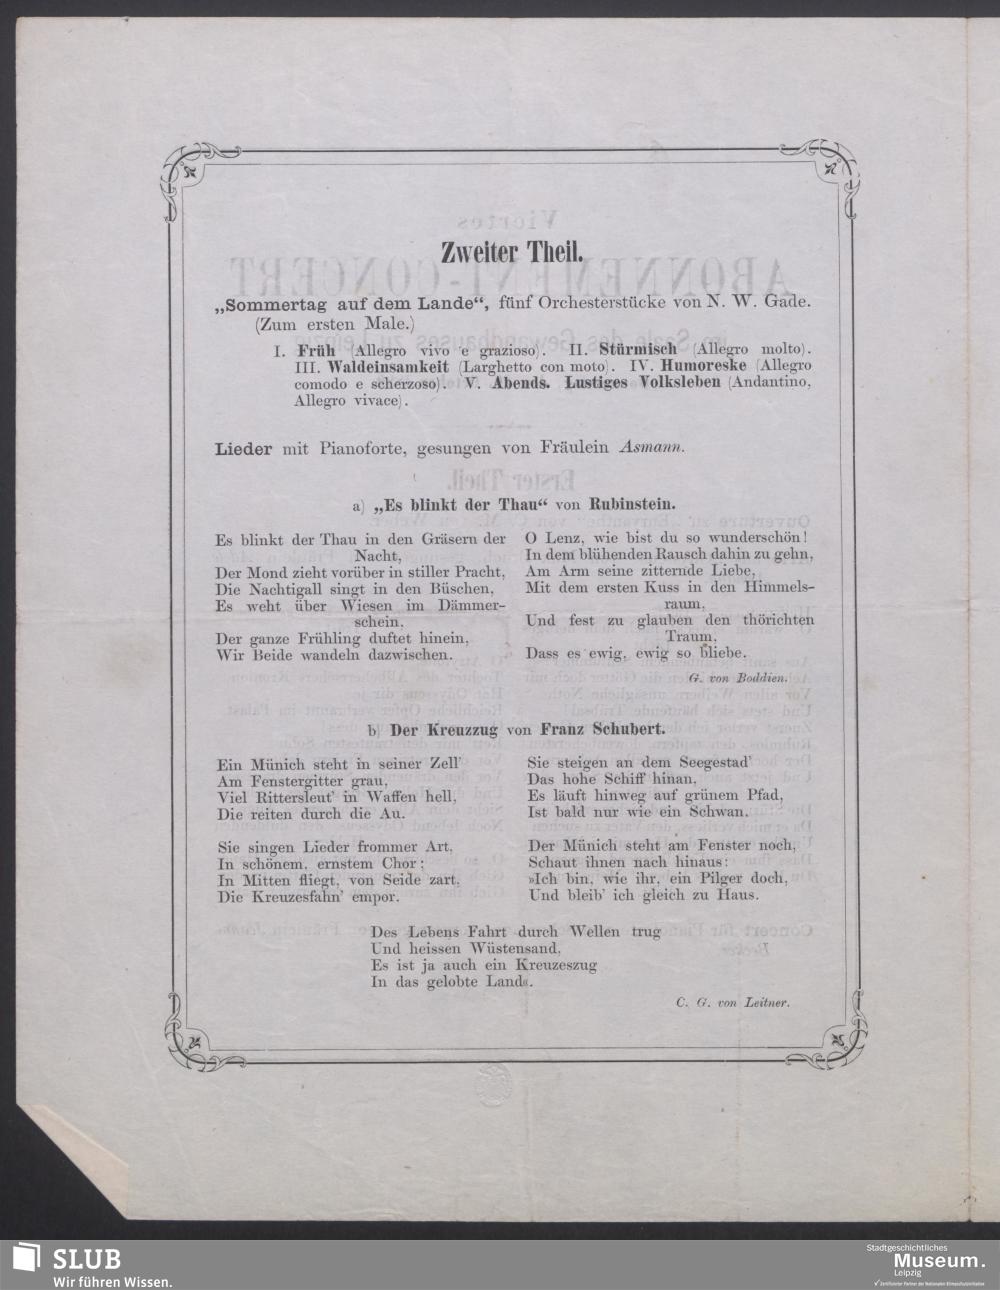 Zweiter Theil.
„Sommertag auf dem Lande“, fünf Orchesterstücke von N. W. Gade.
(Zum ersten Male.)
I. Früh (Allegro vivo e grazioso). II. Stürmisch (Allegro molto).
III. Waldeinsamkeit (Larghetto con moto). IV. Humoreske (Allegro
comodo e scherzoso). V. Abends. Lustiges Volksleben (Andantino,
Allegro vivace).
Lieder mit Pianoforte, gesungen von Fräulein Asmann.
a) „Es blinkt der Thau“ von Rubinstein.
Es blinkt der Thau in den Gräsern der
Nacht,
Der Mond zieht vorüber in stiller Pracht,
Die Nachtigall singt in den Büschen,
Es weht über Wiesen im Dämmer-
schein,
Der ganze Frühling duftet hinein,
Wir Beide wandeln dazwischen.
O Lenz, wie bist du so wunderschön!
In dem blühenden Rausch dahin zu gehn,
Am Arm seine zitternde Liebe,
Mit dem ersten Kuss in den Himmels-
raum,
Und fest zu glauben den thörichten
Traum,
Dass es ewig, ewig so bliebe.
G. von Boddien.
b) Der Kreuzzug von Franz Schubert.
Ein Münich steht in seiner Zell'
Am Fenstergitter grau,
Viel Rittersleut' in Waffen hell,
Die reiten durch die Au.
Sie singen Lieder frommer Art,
In schönem, ernstem Chor;
In Mitten fliegt, von Seide zart,
Die Kreuzesfahn' empor.
Sie steigen an dem Seegestad'
Das hohe Schiff hinan,
Es läuft hinweg auf grünem Pfad,
Ist bald nur wie ein Schwan.
Der Münich steht am Fenster noch,
Schaut ihnen nach hinaus:
»Ich bin, wie ihr, ein Pilger doch,
Und bleib' ich gleich zu Haus.
Des Lebens Fahrt durch Wellen trug
Und heissen Wüstensand,
Es ist ja auch ein Kreuzeszug
In das gelobte Land«.
C. G. von Leitner.
SLUB
Wir führen Wissen.
Stadtgeschichtliches
Museum.
Leipzig
Zertifizierter Partner der Nationalen Klimaschutzinitiative